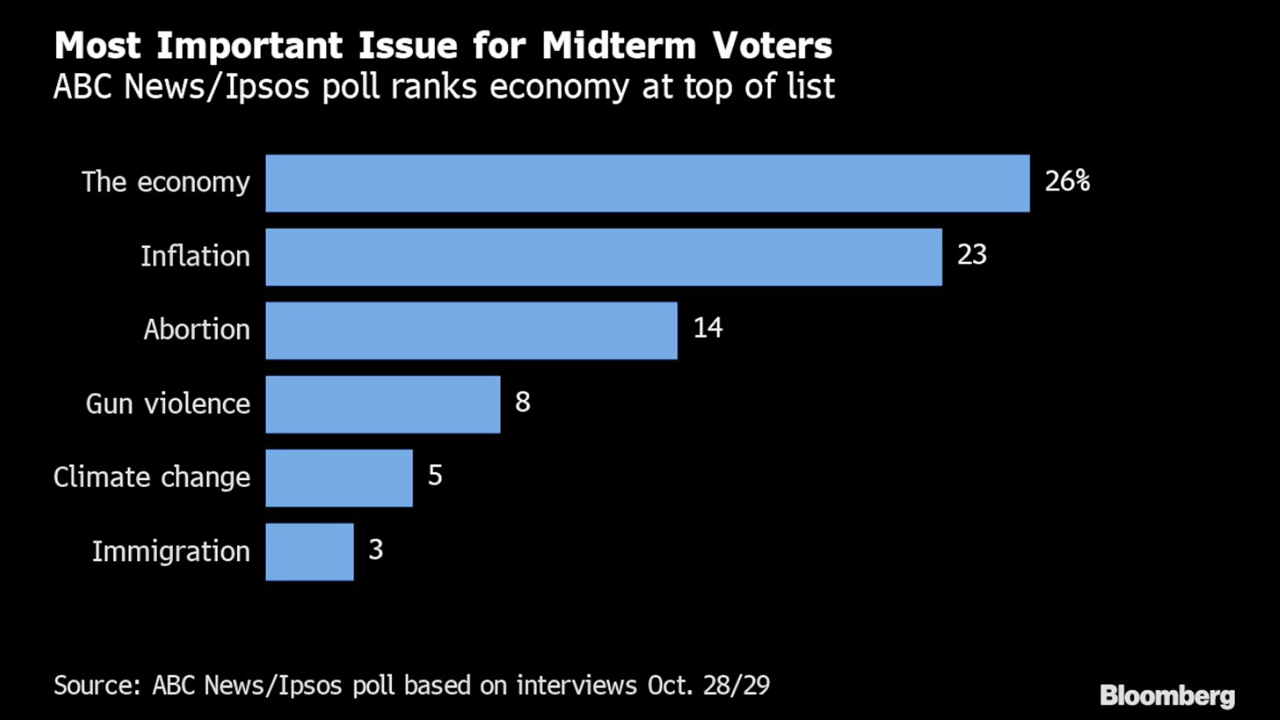 Most Important Issue for Midterm Voters
ABC News/Ipsos poll ranks economy at top of list
The economy 26%
Inflation 23
Abortion 14
Gun violence 8
Climate change 5
Immigration 3
Source: ABC News/Ipsos poll based on interviews Oct. 28/29
Bloomberg